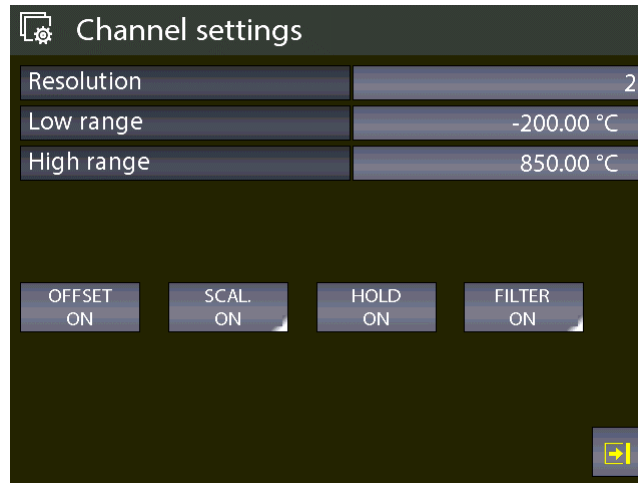 Channel settings
Resolution 2
Low range -200.00 °C
High range 850.00 °C
OFFSET SCAL. HOLD FILTER
ON ON ON ON